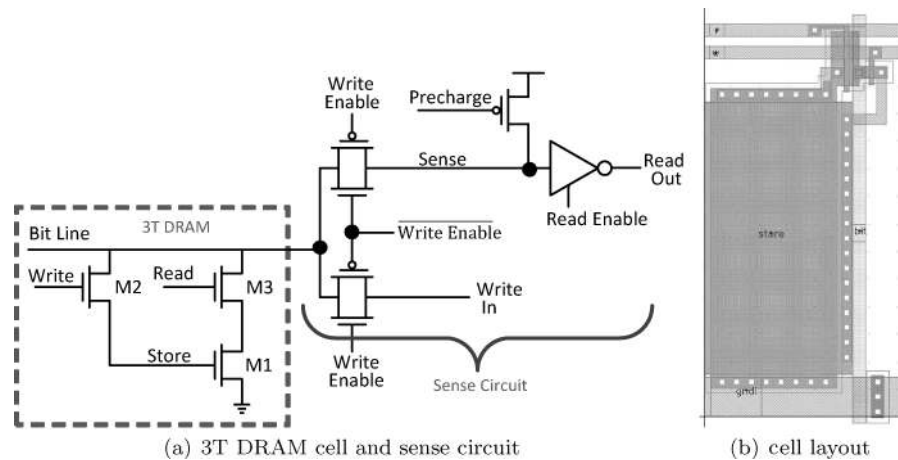 Write
Enable
Precharge
Sense
Read
Out
Read Enable
3T DRAM
Bit Line
Write Enable
Write
M2
Read
M3
Write
In
Store
M1
Write
Enable
Sense Circuit
store
bit
gnd!
(a) 3T DRAM cell and sense circuit
(b) cell layout